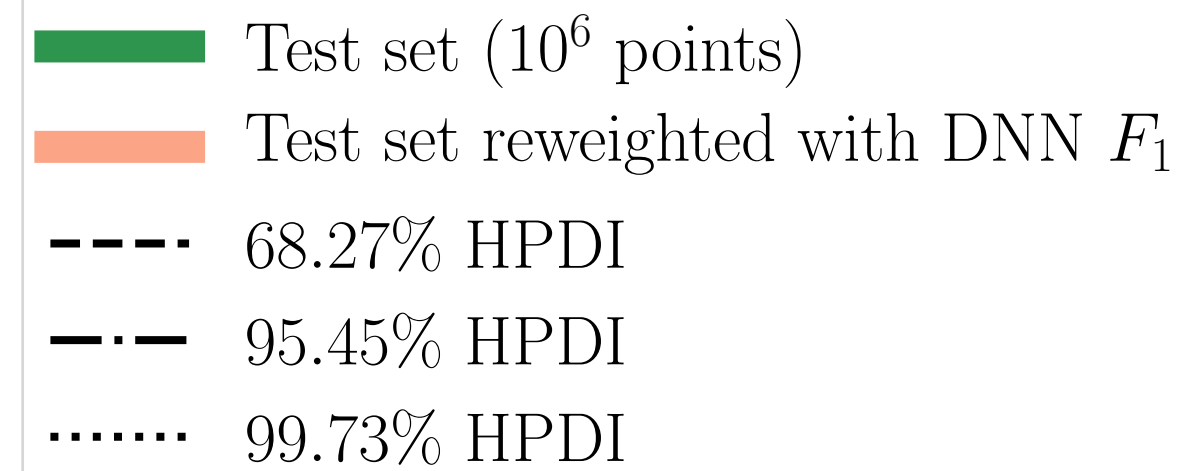 Test set (10⁶ points)
Test set reweighted with DNN F₁
68.27% HPDI
95.45% HPDI
99.73% HPDI